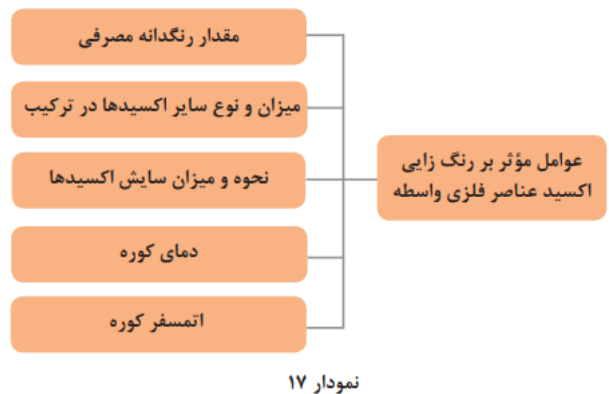 عوامل مؤثر بر رنگ زایی
اکسید عناصر فلزی واسطه
مقدار رنگدانه مصرفی
میزان و نوع سایر اکسیدها در ترکیب
نحوه و میزان سایش اکسیدها
دمای کوره
اتمسفر کوره
نمودار ۱۷